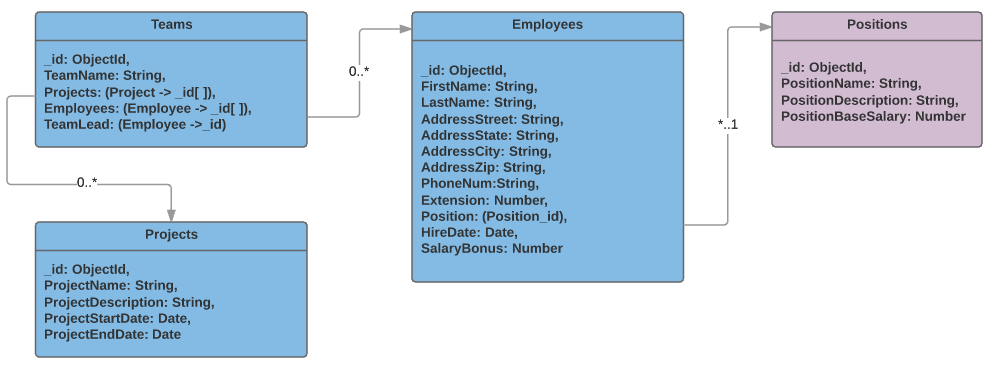 Teams
_id: ObjectId,
TeamName: String,
Projects: (Project -> _id[ ]),
Employees: (Employee -> _id[ ]),
TeamLead: (Employee ->_id)
0..*
Projects
_id: ObjectId,
ProjectName: String,
ProjectDescription: String,
ProjectStartDate: Date,
ProjectEndDate: Date
0..*
Employees
_id: ObjectId,
FirstName: String,
LastName: String,
AddressStreet: String,
AddressState: String,
AddressCity: String,
AddressZip: String,
PhoneNum:String,
Extension: Number,
Position: (Position_id),
HireDate: Date,
SalaryBonus: Number
*..1
Positions
_id: ObjectId,
PositionName: String,
PositionDescription: String,
PositionBaseSalary: Number